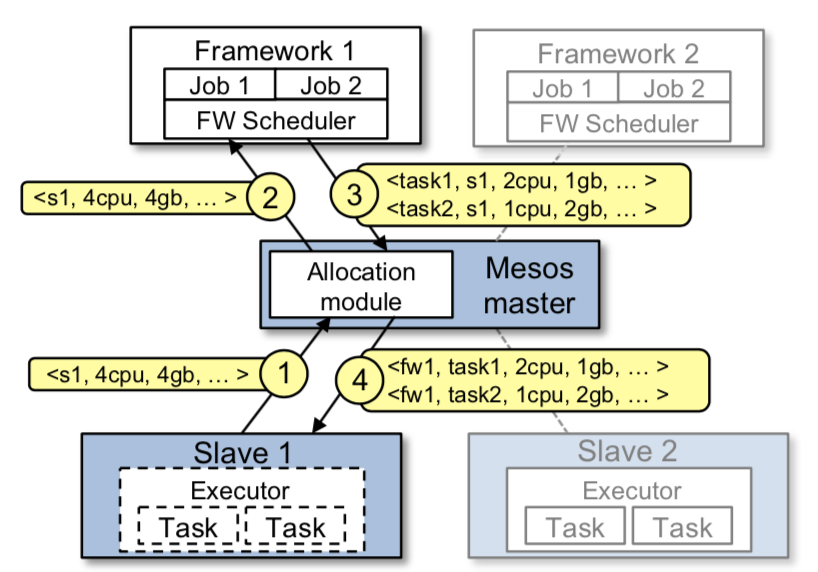 Framework 1
Job 1 Job 2
FW Scheduler
Framework 2
Job 1 Job 2
FW Scheduler
<s1, 4cpu, 4gb, … >
2
3
<task1, s1, 2cpu, 1gb, … >
<task2, s1, 1cpu, 2gb, … >
Allocation
module
Mesos
master
<s1, 4cpu, 4gb, … >
1
4
<fw1, task1, 2cpu, 1gb, … >
<fw1, task2, 1cpu, 2gb, … >
Slave 1
Executor
Task Task
Slave 2
Executor
Task Task